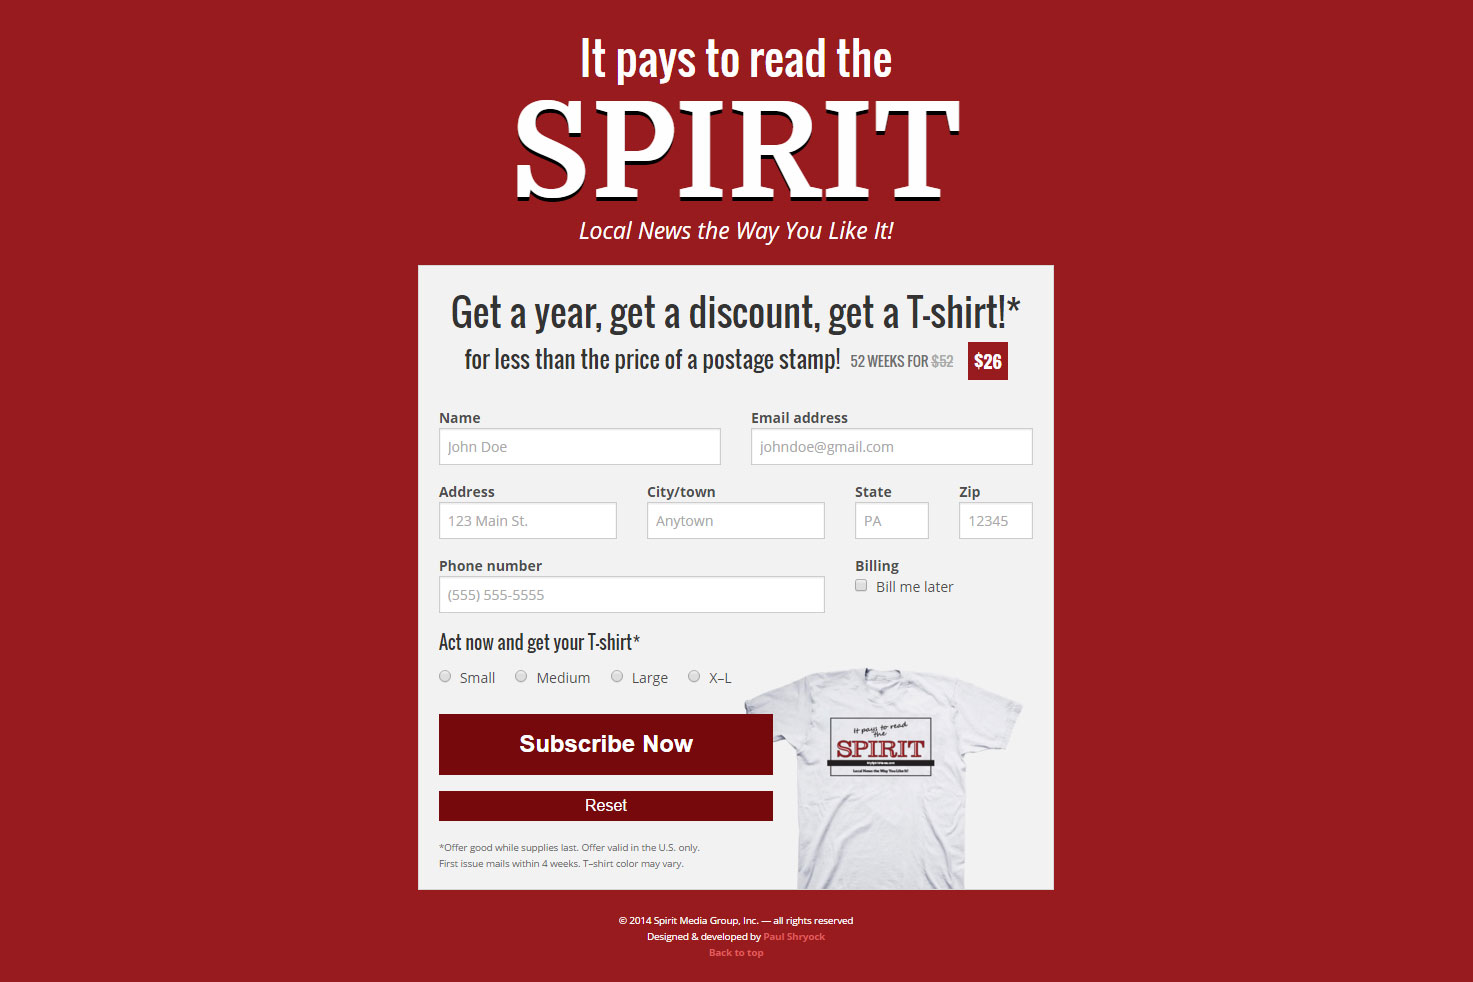 It pays to read the
SPIRIT
Local News the Way You Like It!
Get a year, get a discount, get a T-shirt!*
for less than the price of a postage stamp! 52 WEEKS FOR $52 $26
Name Email address
John Doe johndoe@gmail.com
Address City/town State Zip
123 Main St. Anytown PA 12345
Phone number Billing
(555) 555-5555 Bill me later
Act now and get your T-shirt*
Small Medium Large X–L
It pays to read
the
SPIRIT
Local News the Way You Like It!
Subscribe Now
Reset
*Offer good while supplies last. Offer valid in the U.S. only.
First issue mails within 4 weeks. T–shirt color may vary.
© 2014 Spirit Media Group, Inc. — all rights reserved
Designed & developed by Paul Shryock
Back to top